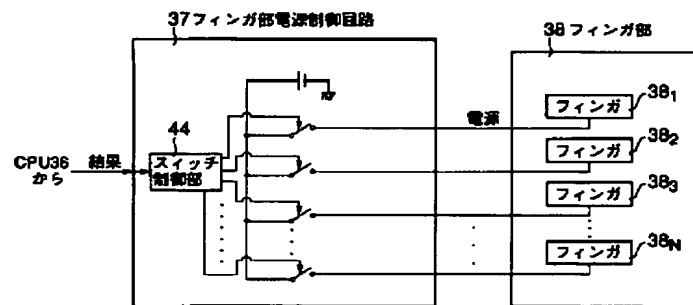 37フィンガ部電源制御回路
38フィンガ部
44
CPU36
から
結果
スイッチ
制御部
電源
フィンガ
38₁
フィンガ
38₂
フィンガ
38₃
フィンガ
38N